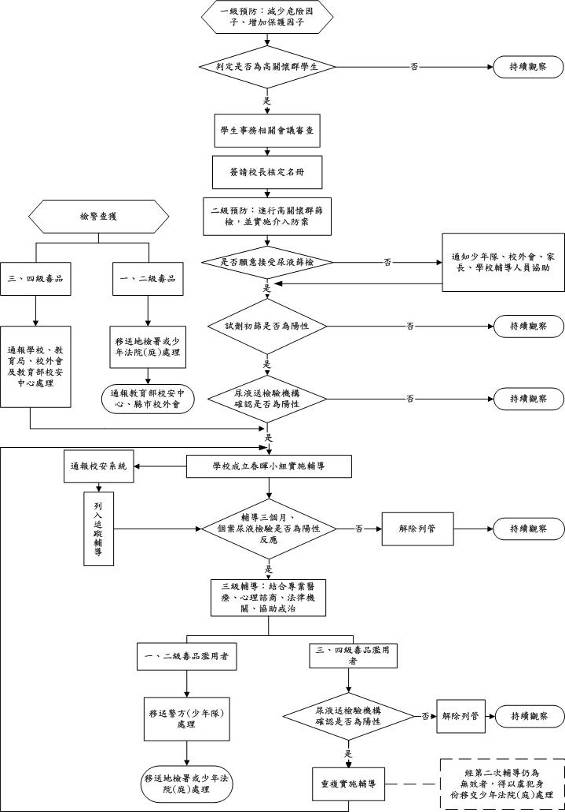 一級預防：減少危險因
子、增加保護因子
判定是否為高關懷群學生
否
持續觀察
是
學生事務相關會議審查
簽請校長核定名冊
檢警查獲
二級預防：進行高關懷群篩
檢，並實施介入防案
三、四級毒品
一、二級毒品
是否願意接受尿液篩檢
否
通知少年隊、校外會、家
長、學校輔導人員協助
是
通報學校、教
育局、校外會
及教育部校安
中心處理
移送地檢署或少
年法院(庭)處理
試劑初篩是否為陽性
否
持續觀察
是
通報教育部校安中
心、縣市校外會
尿液送檢驗機構
確認是否為陽性
否
持續觀察
是
通報校安系統
學校成立春暉小組實施輔導
列
入
追
蹤
輔
導
輔導三個月、
個案尿液檢驗是否為陽性
反應
否
解除列管
持續觀察
是
三級輔導：結合專業醫
療、心理諮商、法律機
關、協助戒治
一、二級毒品濫用者
三、四級毒品濫用
者
移送警方(少年隊)
處理
尿液送檢驗機構
確認是否為陽性
否
解除列管
持續觀察
是
移送地檢署或少年法
院(庭)處理
重複實施輔導
經第二次輔導仍為
無效者，得以虞犯身
份移交少年法院(庭)處理